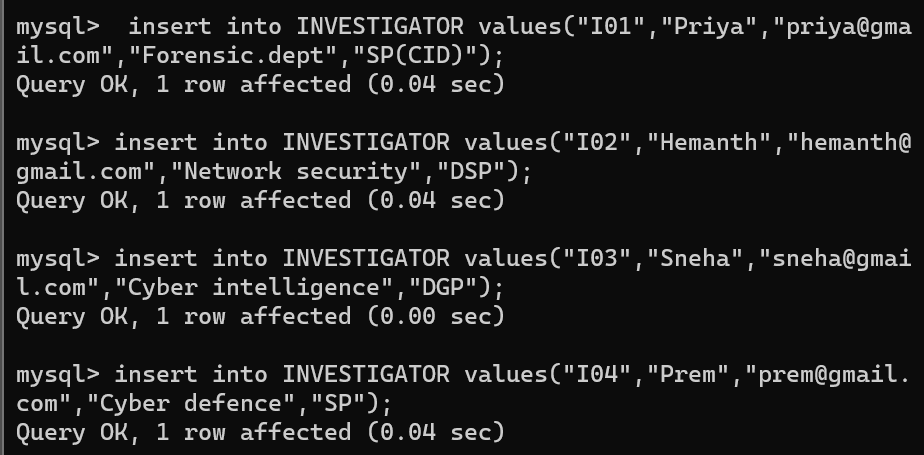 mysql>  insert into INVESTIGATOR values("I01","Priya","priya@gma
il.com","Forensic.dept","SP(CID)");
Query OK, 1 row affected (0.04 sec)

mysql> insert into INVESTIGATOR values("I02","Hemanth","hemanth@
gmail.com","Network security","DSP");
Query OK, 1 row affected (0.04 sec)

mysql> insert into INVESTIGATOR values("I03","Sneha","sneha@gmai
l.com","Cyber intelligence","DGP");
Query OK, 1 row affected (0.00 sec)

mysql> insert into INVESTIGATOR values("I04","Prem","prem@gmail.
com","Cyber defence","SP");
Query OK, 1 row affected (0.04 sec)